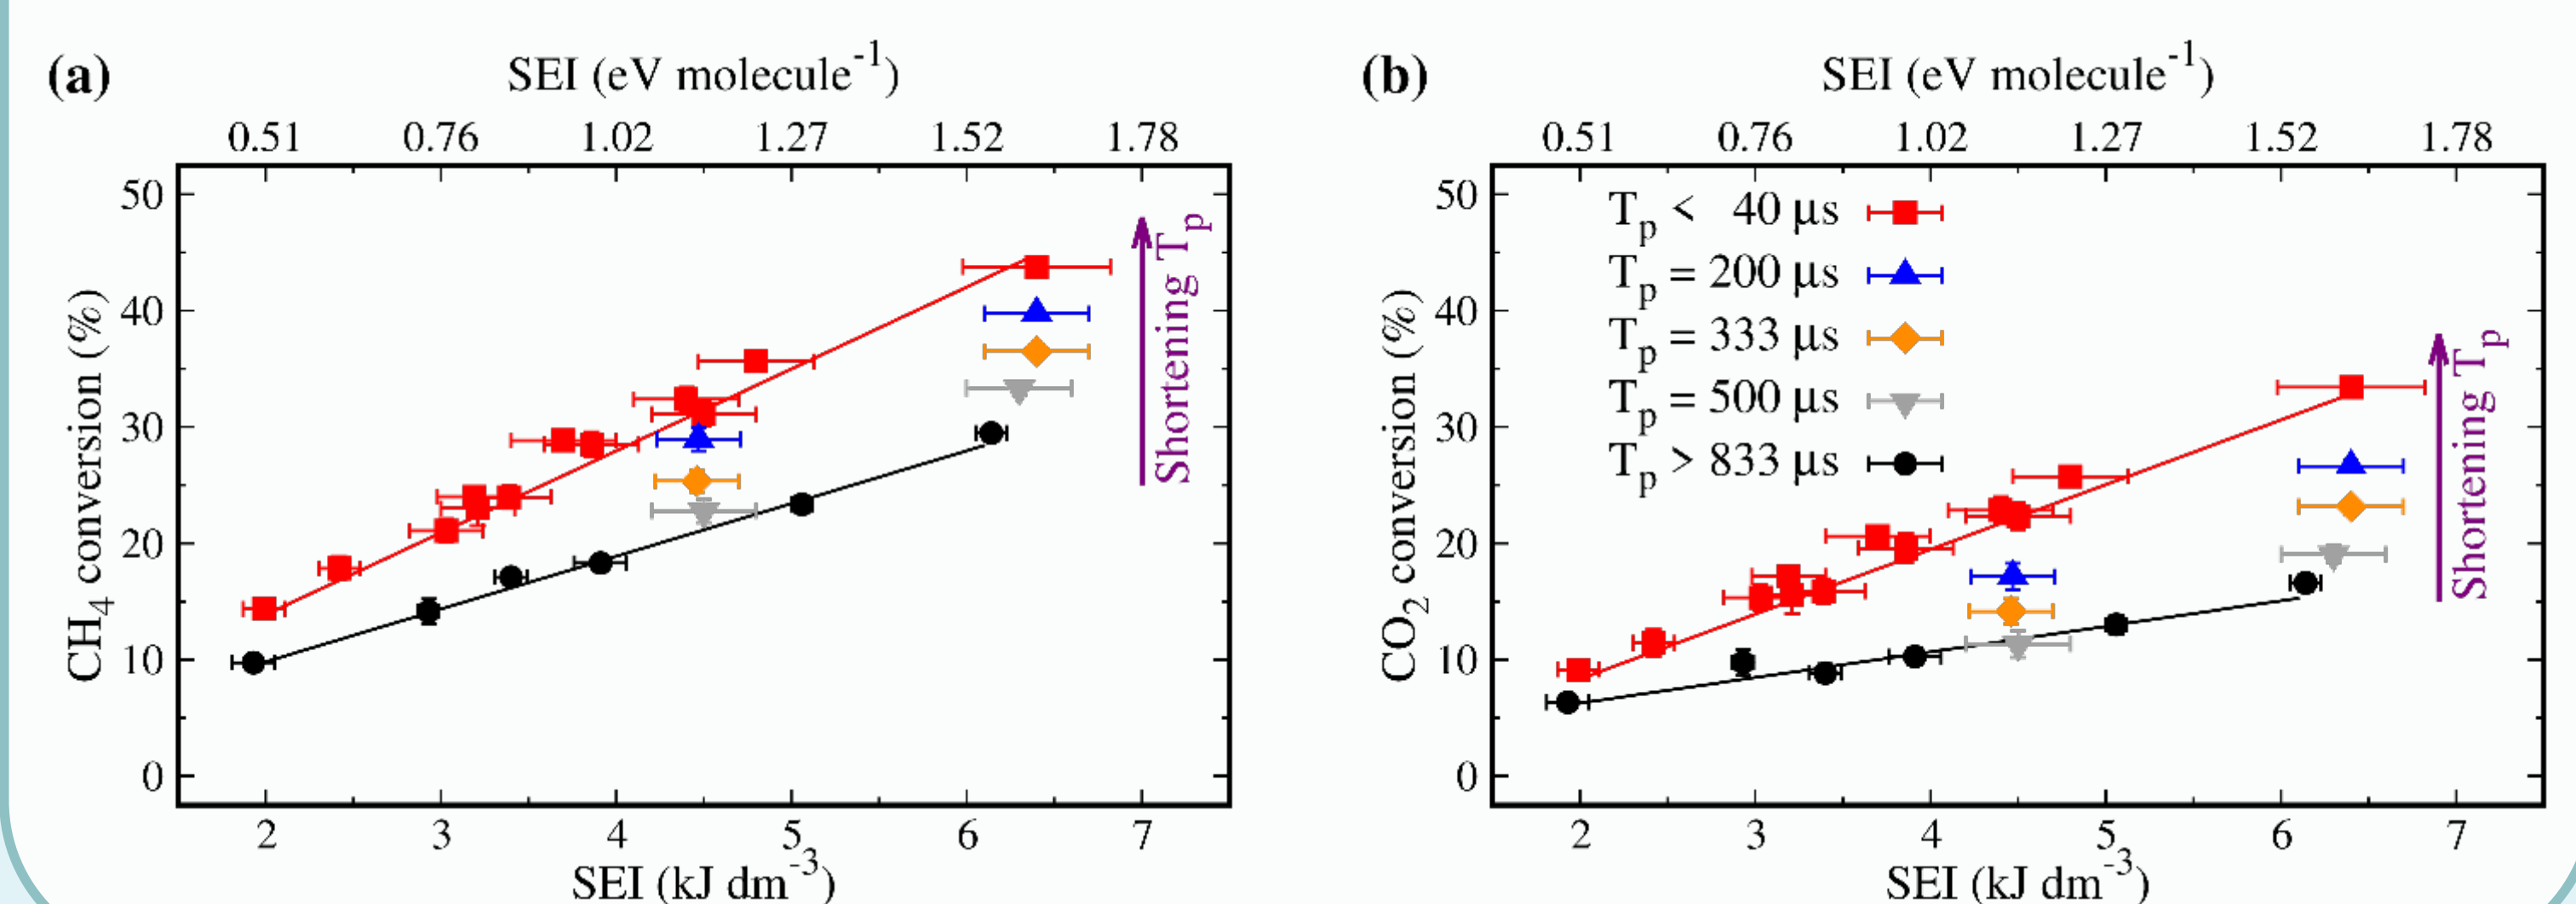 (a)
SEI (eV molecule⁻¹)
0.51 0.76 1.02 1.27 1.52 1.78
50
40
30
20
10
0
CH₄ conversion (%)
Shortening Tₚ
2 3 4 5 6 7
SEI (kJ dm⁻³)
(b)
SEI (eV molecule⁻¹)
0.51 0.76 1.02 1.27 1.52 1.78
50
40
30
20
10
0
CO₂ conversion (%)
Tₚ < 40 µs
Tₚ = 200 µs
Tₚ = 333 µs
Tₚ = 500 µs
Tₚ > 833 µs
Shortening Tₚ
2 3 4 5 6 7
SEI (kJ dm⁻³)